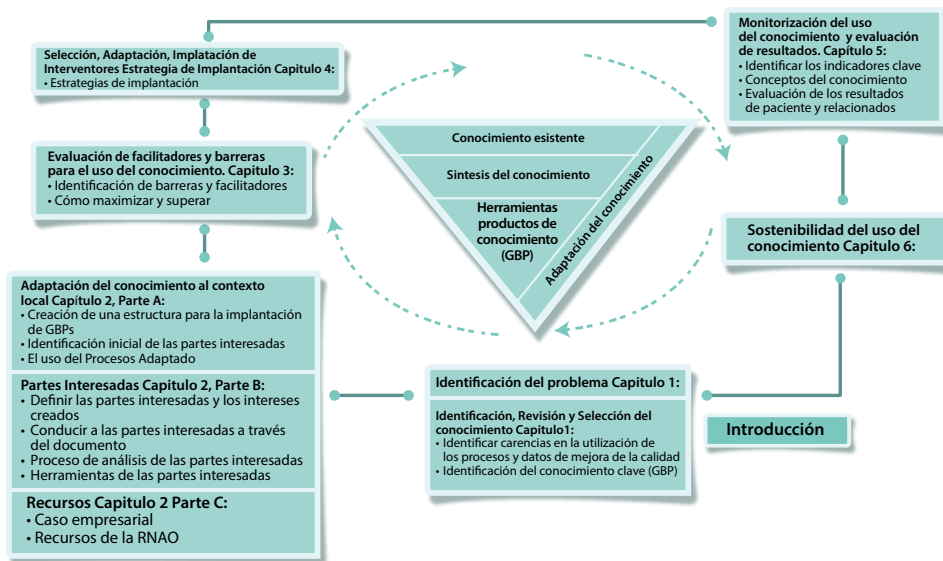 Selección, Adaptación, Implatación de
Interventores Estrategia de Implantación Capitulo 4:
• Estrategias de implantación
Monitorización del uso
del conocimiento y evaluación
de resultados. Capítulo 5:
• Identificar los indicadores clave
• Conceptos del conocimiento
• Evaluación de los resultados
de paciente y relacionados
Evaluación de facilitadores y barreras
para el uso del conocimiento. Capitulo 3:
• Identificación de barreras y facilitadores
• Cómo maximizar y superar
Conocimiento esistente
Sintesis del conocimiento
Herramientas
productos de
conocimiento
(GBP)
Adaptación del conocimiento
Sostenibilidad del uso del
conocimiento Capitulo 6:
Adaptación del conocimiento al contexto
local Capítulo 2, Parte A:
• Creación de una estructura para la implantación
de GBPs
• Identificación inicial de las partes interesadas
• El uso del Procesos Adaptado
Partes Interesadas Capitulo 2, Parte B:
• Definir las partes interesadas y los intereses
creados
• Conducir a las partes interesadas a través
del documento
• Proceso de análisis de las partes interesadas
• Herramientas de las partes interesadas
Recursos Capitulo 2 Parte C:
• Caso empresarial
• Recursos de la RNAO
Identificación del problema Capitulo 1:
Identificación, Revisión y Selección del
conocimiento Capitulo1:
• Identificar carencias en la utilización de
los procesos y datos de mejora de la calidad
• Identificación del conocimiento clave (GBP)
Introducción